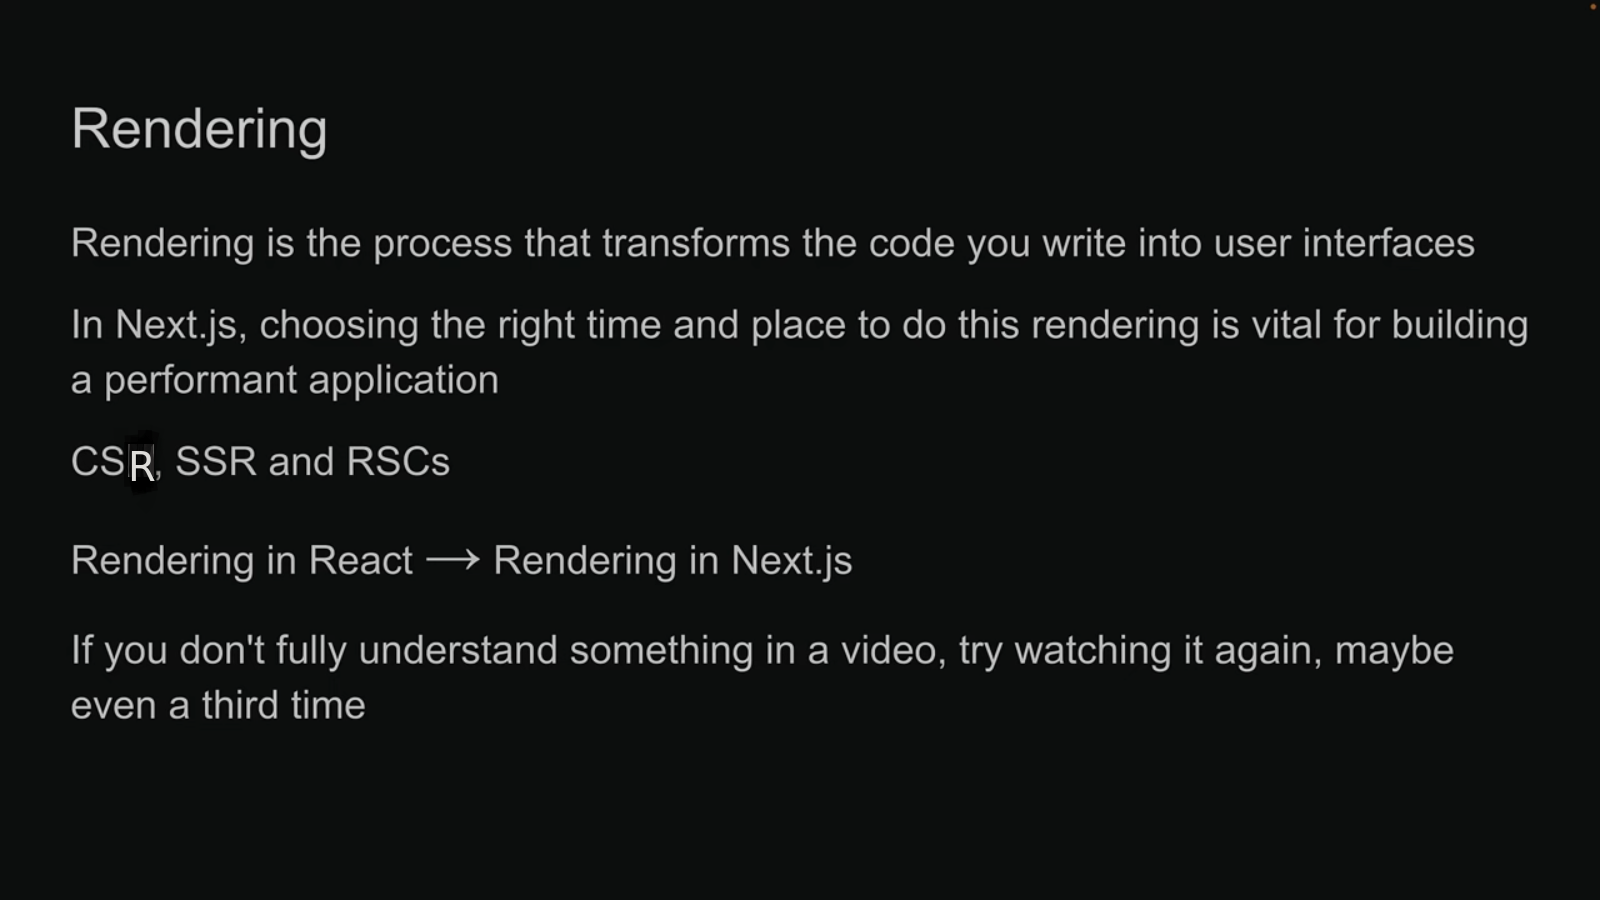 Rendering
Rendering is the process that transforms the code you write into user interfaces
In Next.js, choosing the right time and place to do this rendering is vital for building
a performant application
CSR, SSR and RSCs
Rendering in React ⟶ Rendering in Next.js
If you don't fully understand something in a video, try watching it again, maybe
even a third time